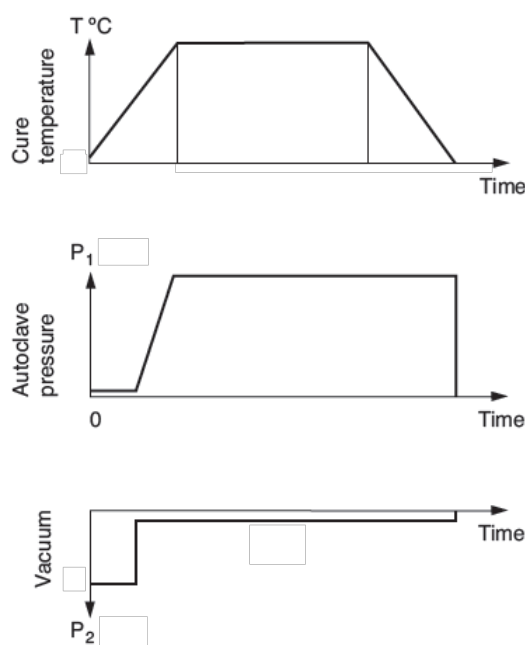 T °C
Cure
temperature
Time
P₁
Autoclave
pressure
0
Time
Vacuum
Time
P₂